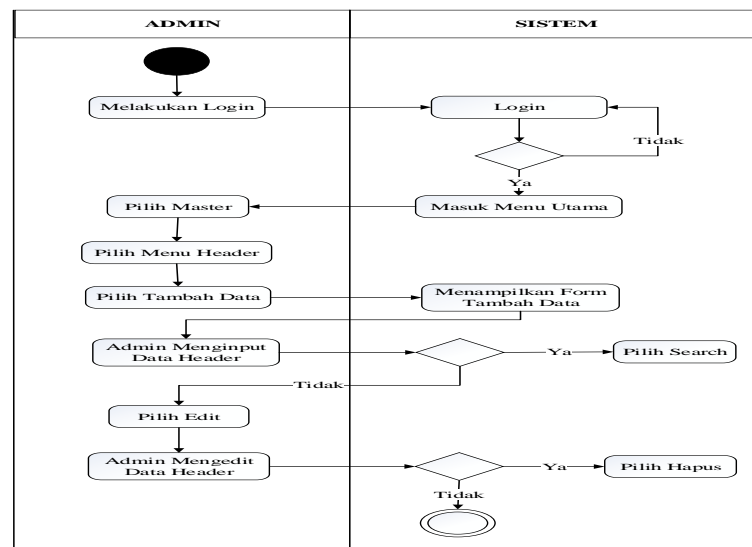 ADMIN
SISTEM
Melakukan Login
Login
Tidak
Ya
Pilih Master
Masuk Menu Utama
Pilih Menu Header
Pilih Tambah Data
Menampilkan Form
Tambah Data
Admin Menginput
Data Header
Ya
Pilih Search
Tidak
Pilih Edit
Admin Mengedit
Data Header
Ya
Pilih Hapus
Tidak